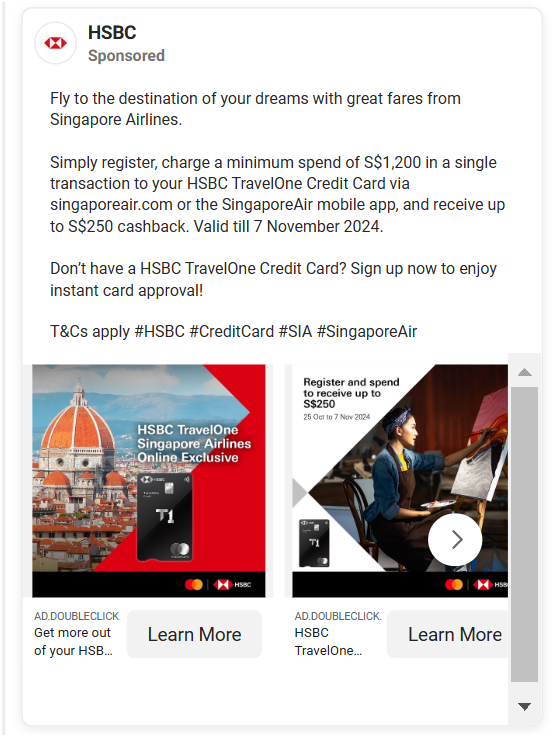 HSBC
Sponsored
Fly to the destination of your dreams with great fares from
Singapore Airlines.
Simply register, charge a minimum spend of S$1,200 in a single
transaction to your HSBC TravelOne Credit Card via
singaporeair.com or the SingaporeAir mobile app, and receive up
to S$250 cashback. Valid till 7 November 2024.
Don’t have a HSBC TravelOne Credit Card? Sign up now to enjoy
instant card approval!
T&Cs apply #HSBC #CreditCard #SIA #SingaporeAir
HSBC TravelOne
Singapore Airlines
Online Exclusive
HSBC
T1
HSBC
Register and spend
to receive up to
S$250
25 Oct to 7 Nov 2024
T1
HSBC
AD.DOUBLECLICK.
Get more out
of your HSB...
Learn More
AD.DOUBLECLICK.
HSBC
TravelOne...
Learn More